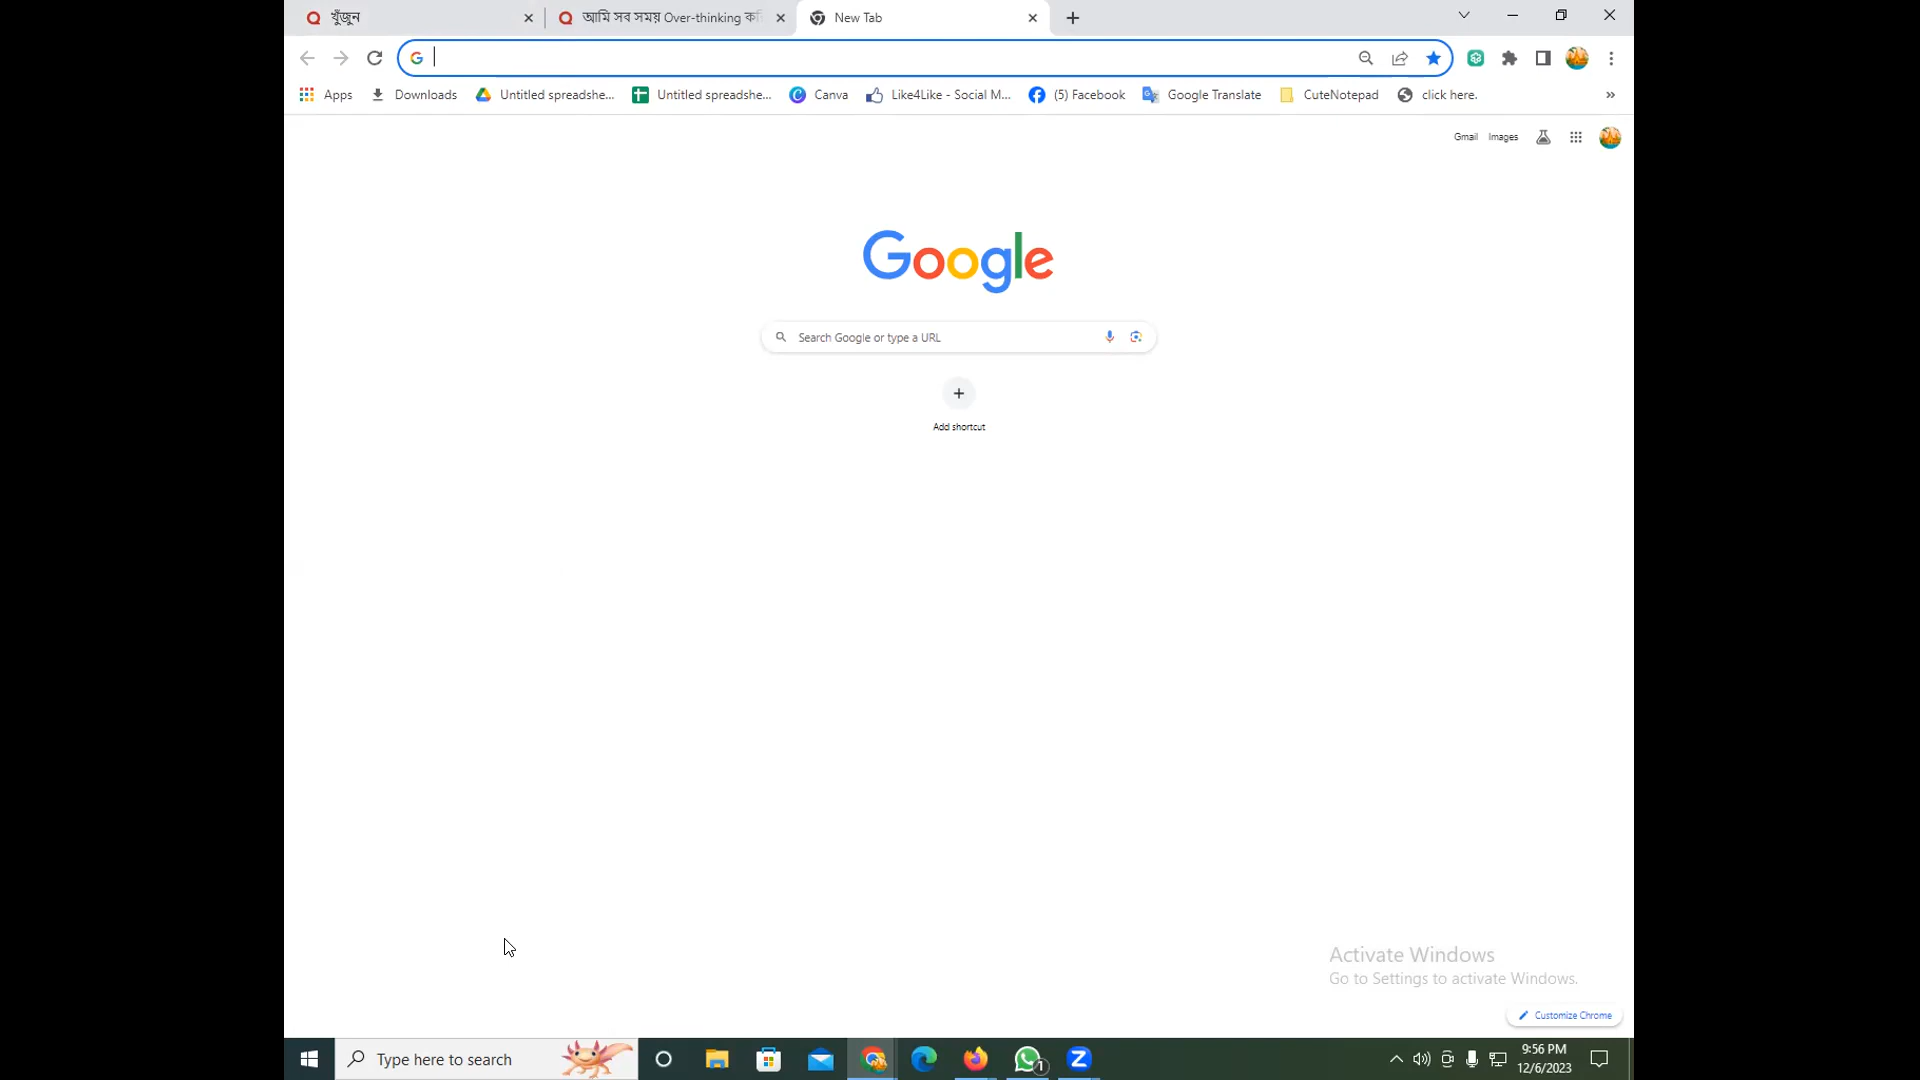 খুঁজুন
আমি সব সময় Over-thinking
New Tab
Apps
Downloads
Untitled spreadshe...
Untitled spreadshe...
Canva
Like4Like - Social M...
(5) Facebook
Google Translate
CuteNotepad
click here.
Gmail
Images
Google
Search Google or type a URL
Add shortcut
Activate Windows
Go to Settings to activate Windows.
Customize Chrome
Type here to search
1
9:56 PM
12/6/2023